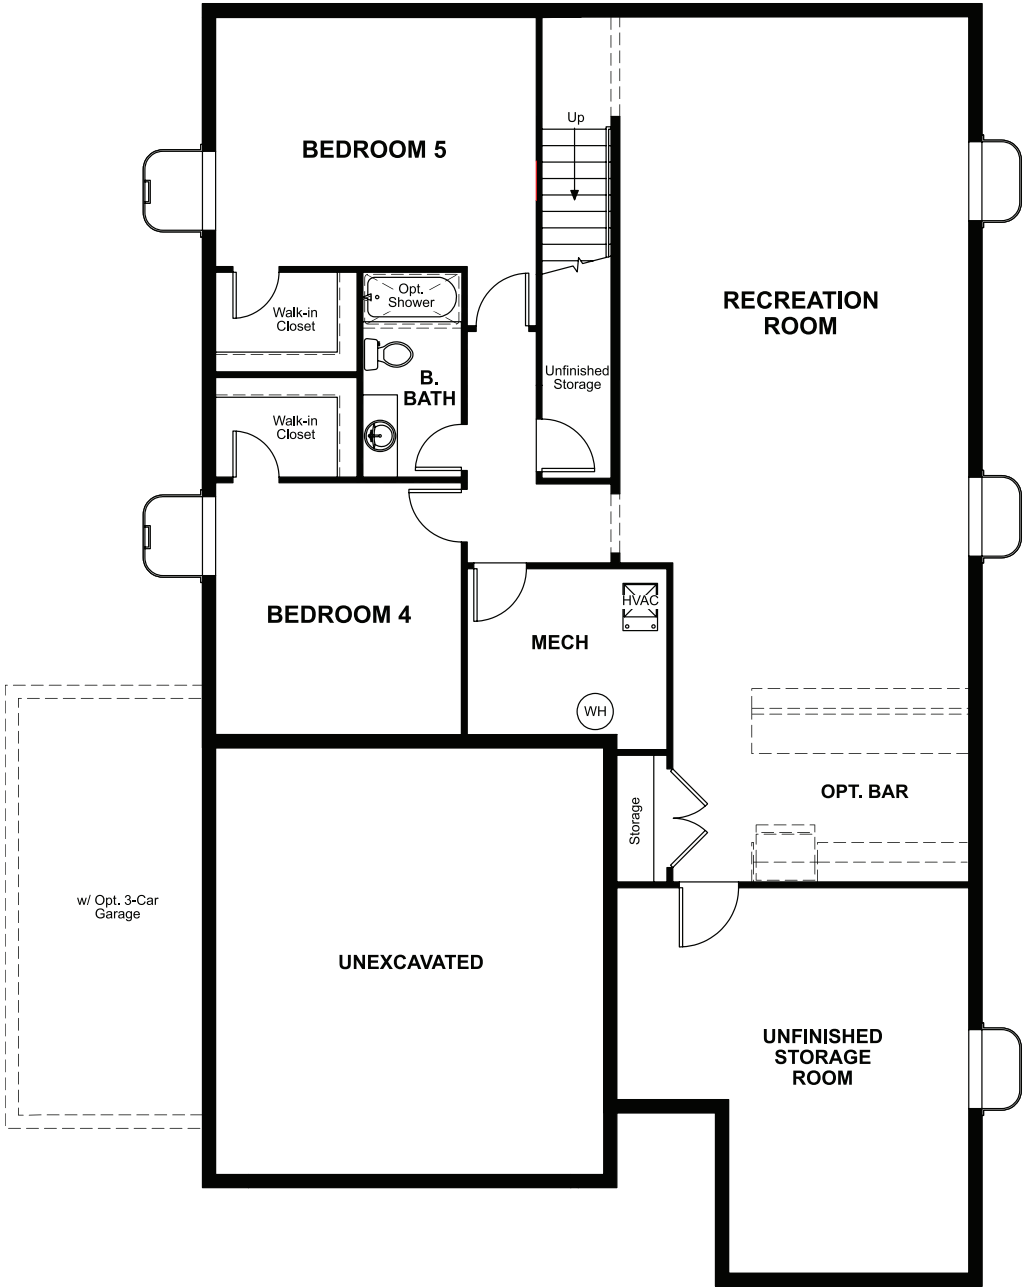 Up
BEDROOM 5
Opt.
Shower
RECREATION
ROOM
Walk-in
Closet
Unfinished
Storage
B.
BATH
Walk-in
Closet
HVAC
BEDROOM 4
MECH
WH
OPT. BAR
Storage
w/ Opt. 3-Car
Garage
UNEXCAVATED
UNFINISHED
STORAGE
ROOM